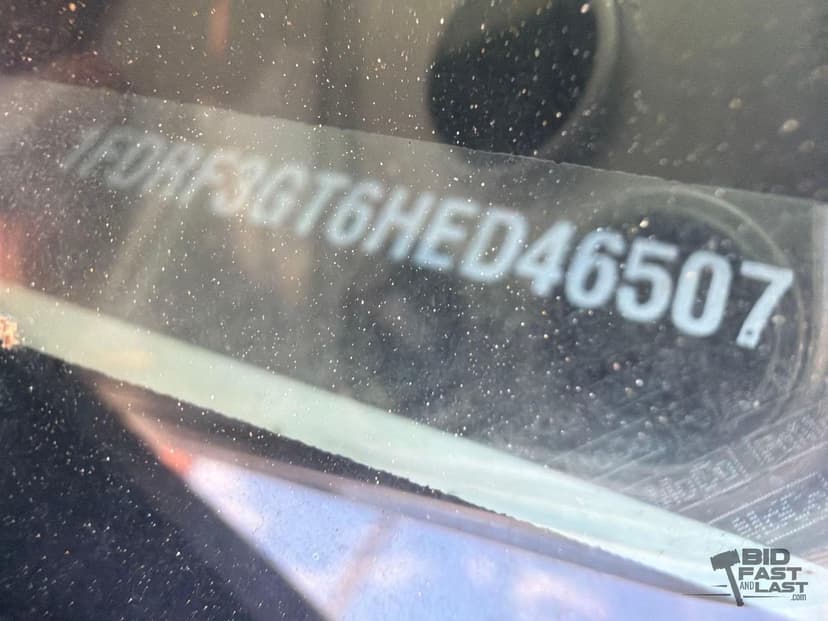 1FDRF3GT6HED46507
BID
FAST
AND LAST
.com